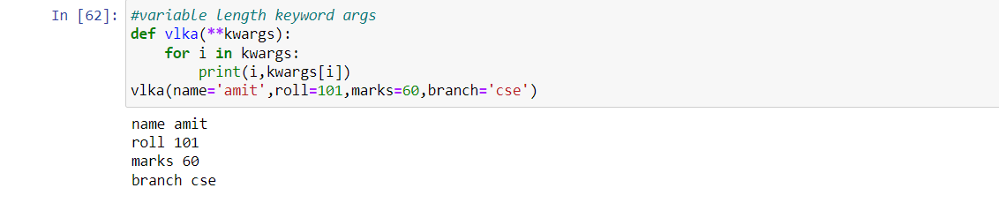 In [62]: #variable length keyword args
def vlka(**kwargs):
    for i in kwargs:
        print(i,kwargs[i])
vlka(name='amit',roll=101,marks=60,branch='cse')
name amit
roll 101
marks 60
branch cse